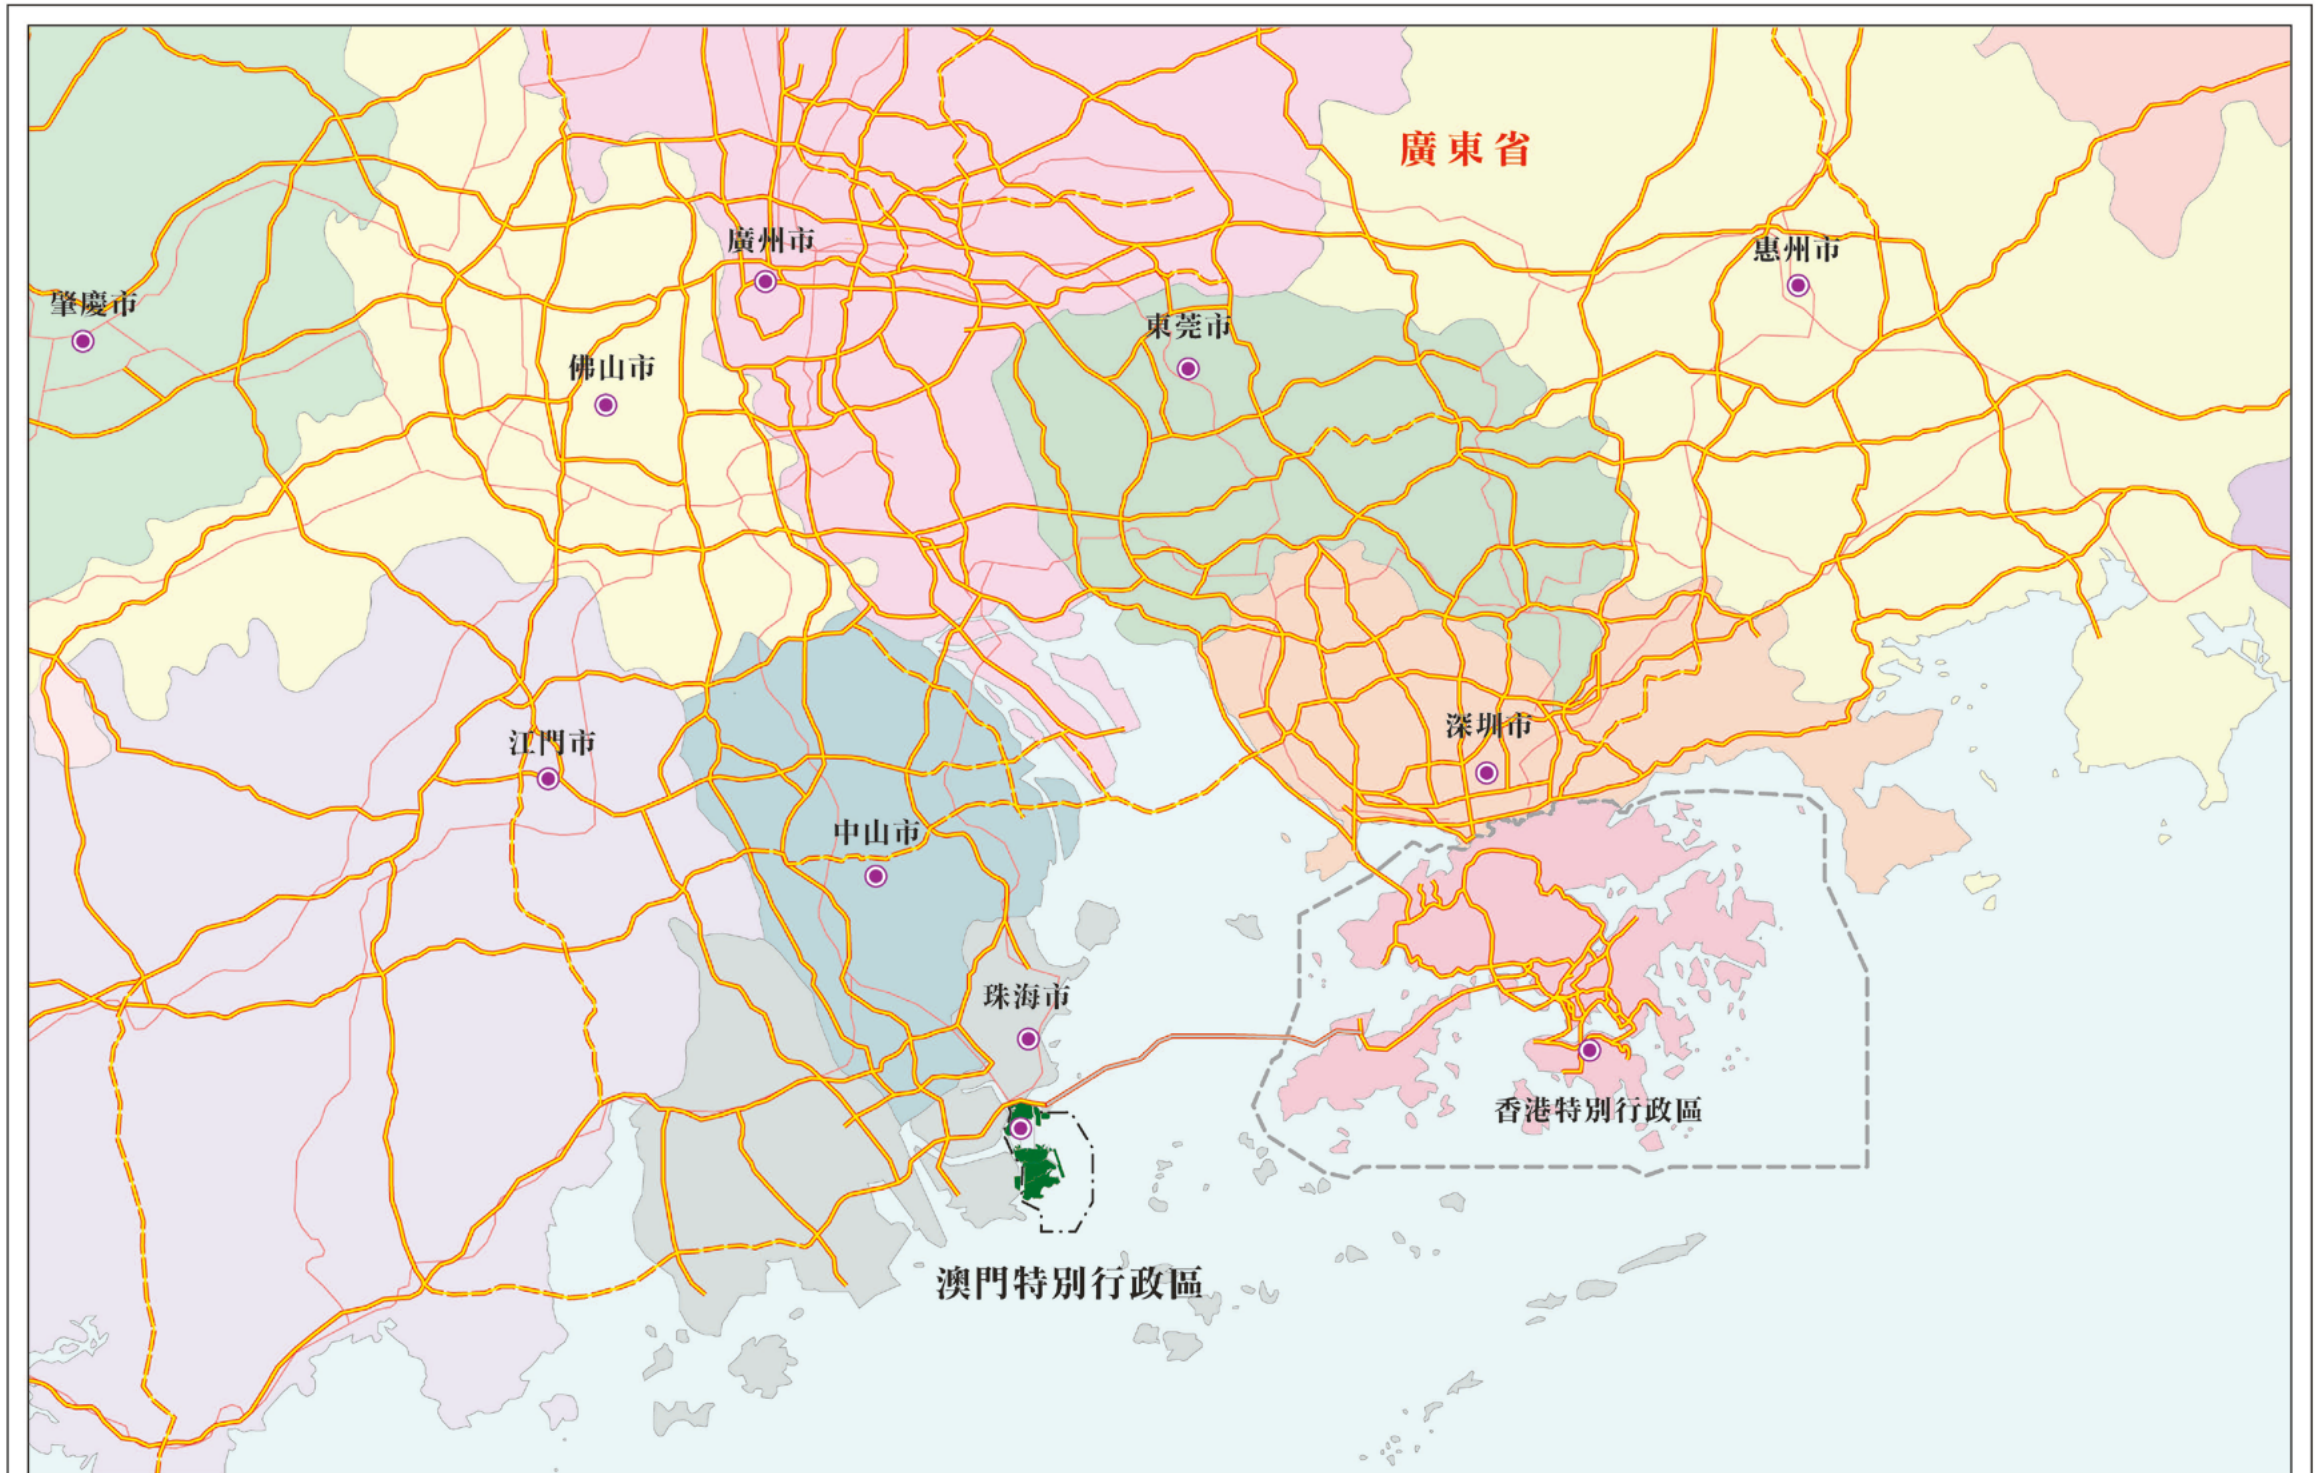 廣東省
廣州市
惠州市
肇慶市
東莞市
佛山市
深圳市
江門市
中山市
珠海市
香港特別行政區
澳門特別行政區